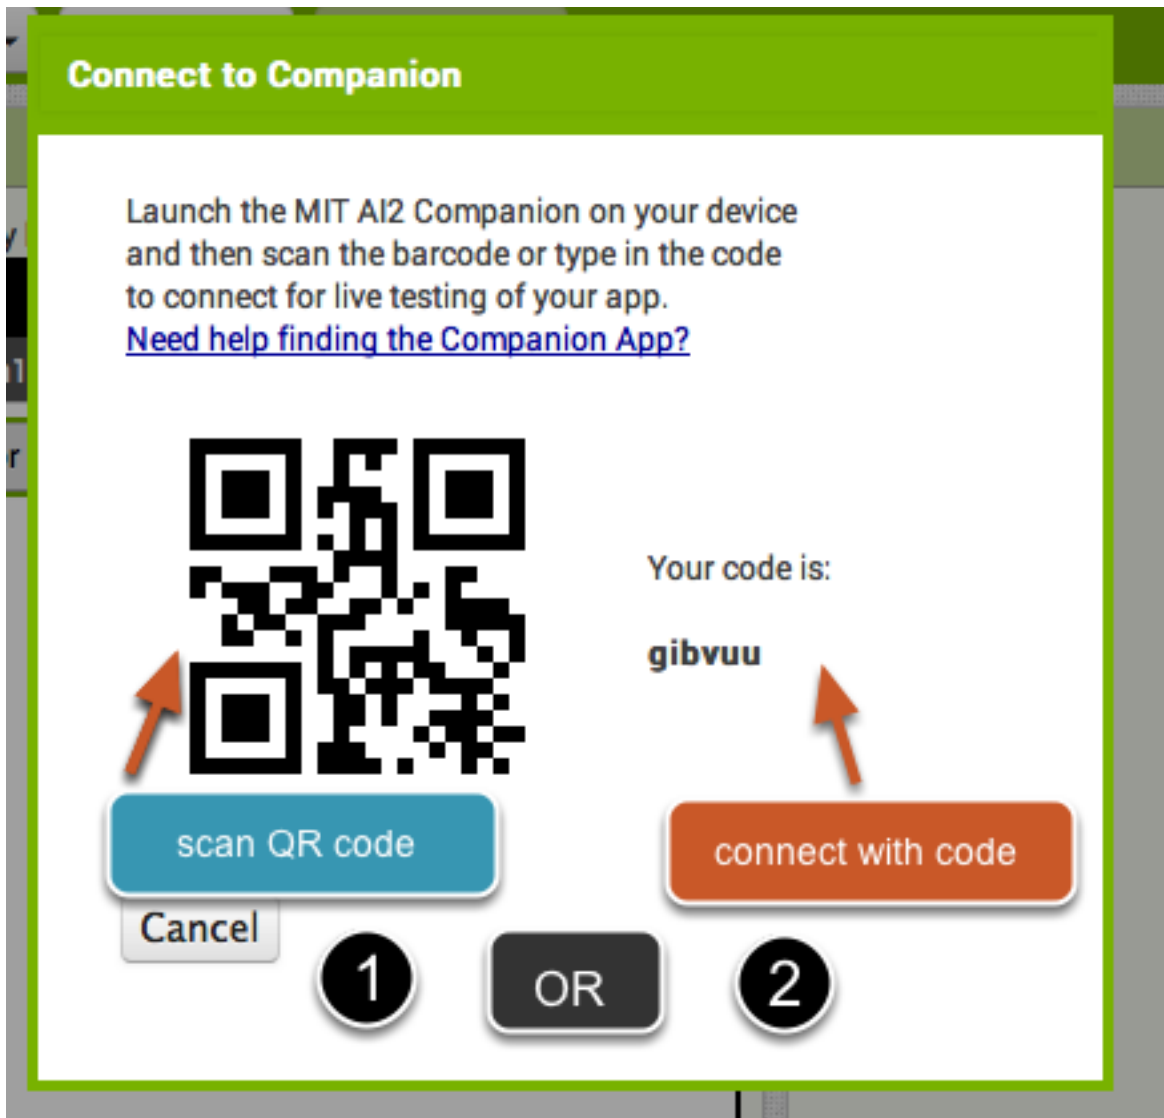 Connect to Companion
Launch the MIT AI2 Companion on your device
and then scan the barcode or type in the code
to connect for live testing of your app.
Need help finding the Companion App?
Your code is:
gibvuu
scan QR code
connect with code
Cancel
1
OR
2